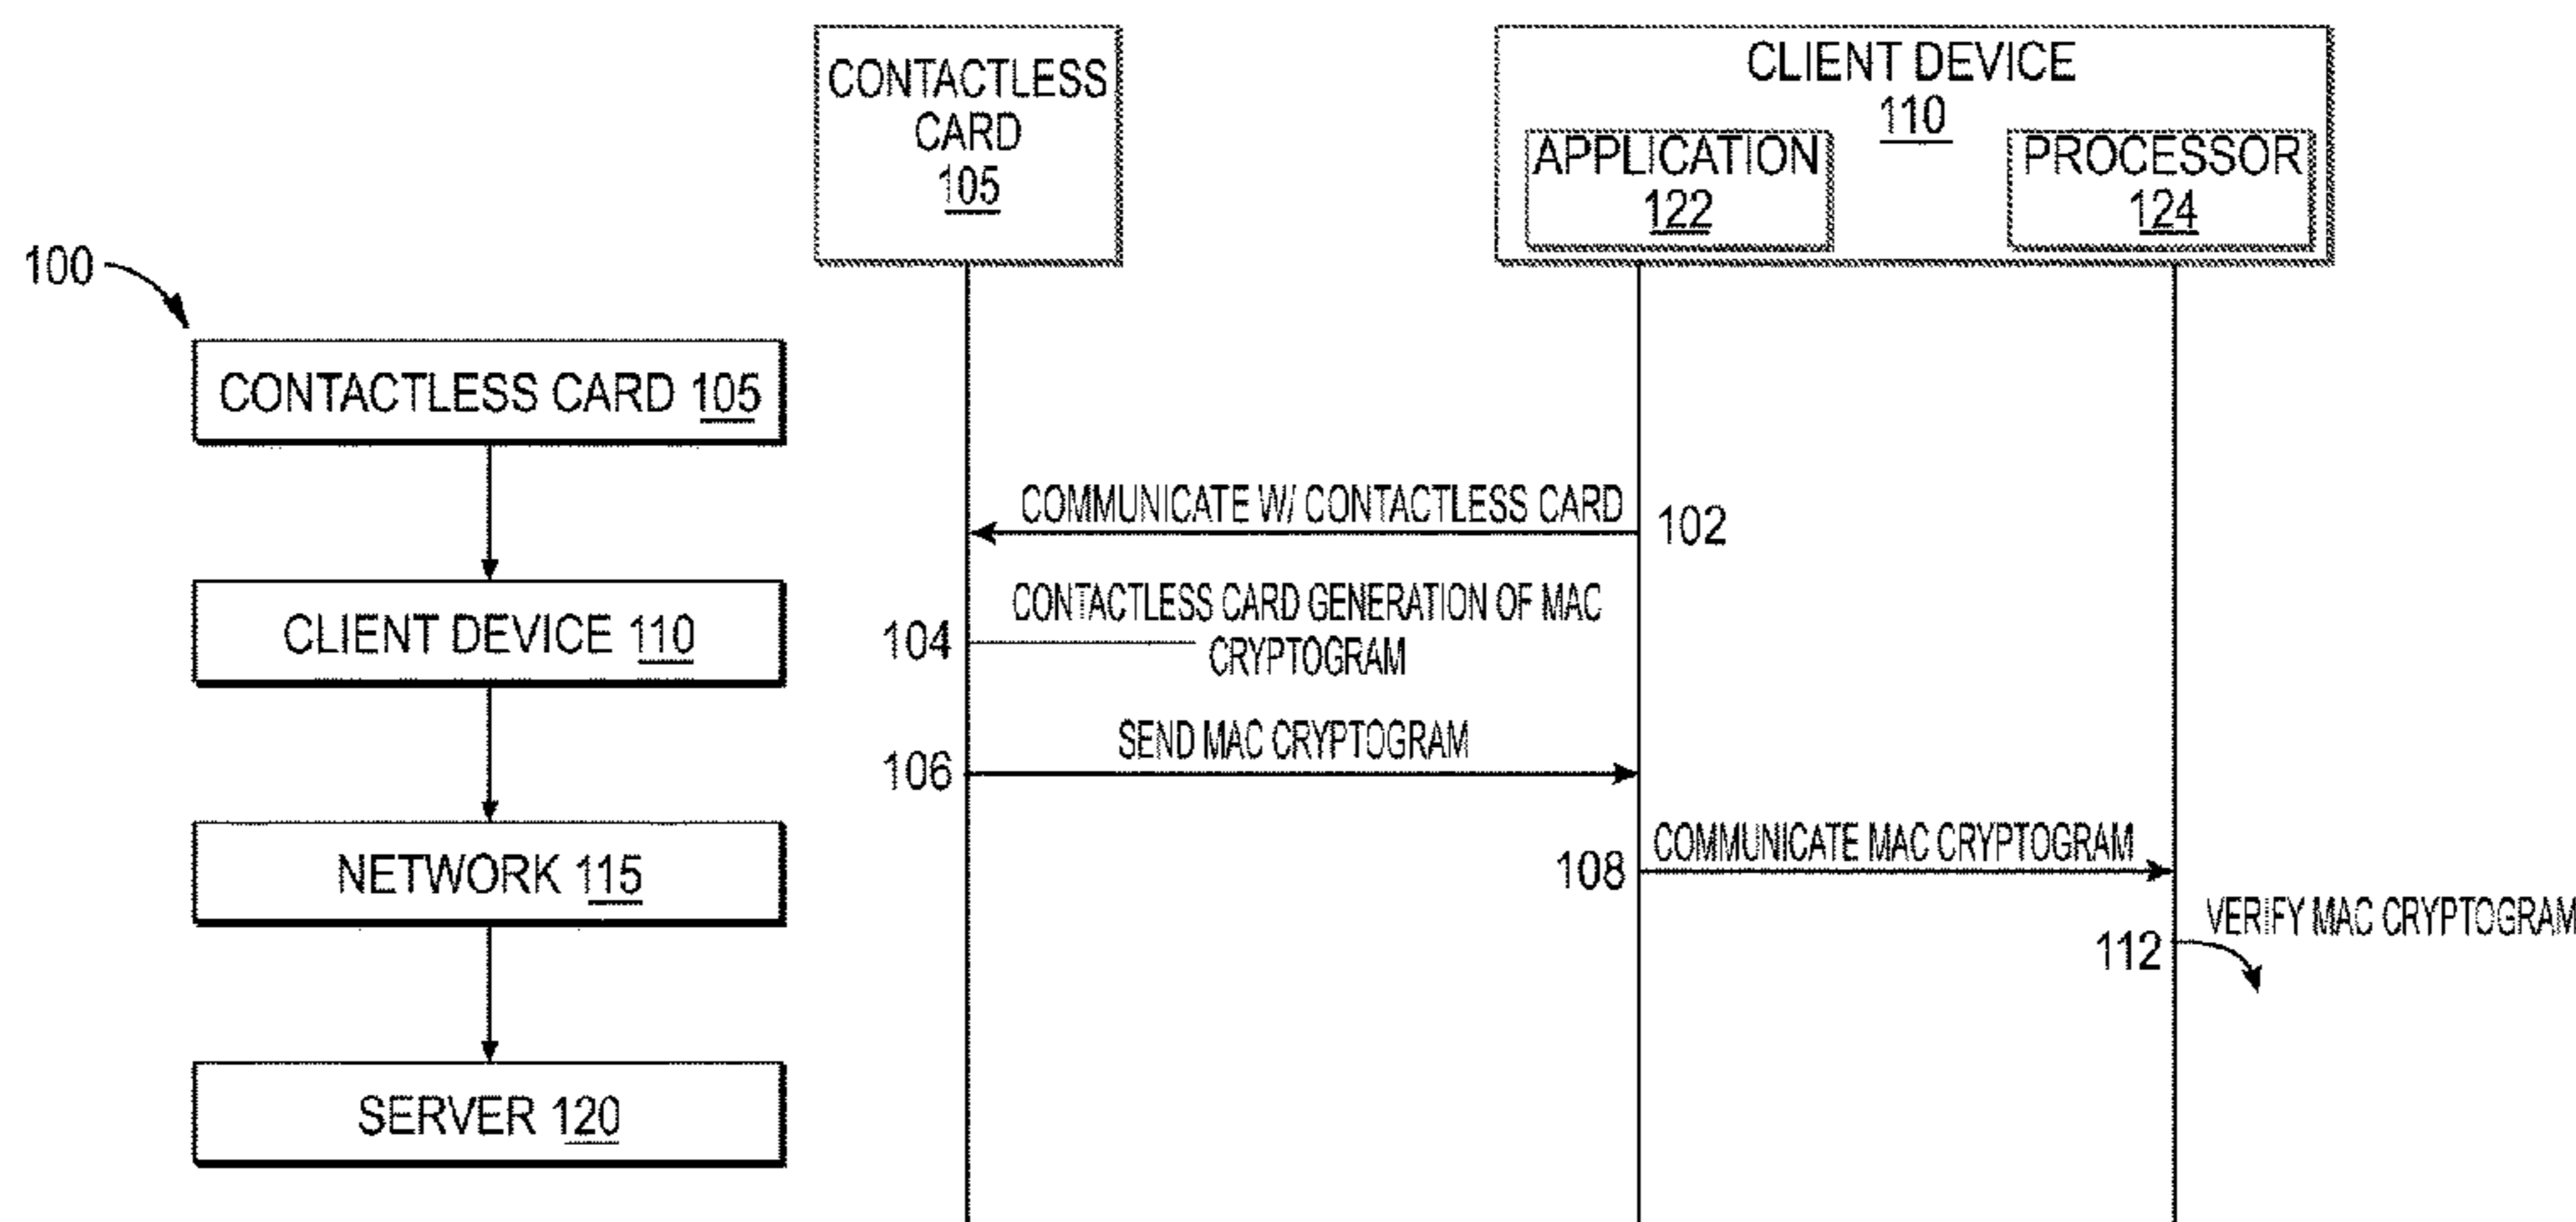 100
CONTACTLESS CARD 105
CLIENT DEVICE 110
NETWORK 115
SERVER 120
CONTACTLESS
CARD
105
CLIENT DEVICE
110
APPLICATION
122
PROCESSOR
124
COMMUNICATE W/ CONTACTLESS CARD
102
CONTACTLESS CARD GENERATION OF MAC
104
CRYPTOGRAM
SEND MAC CRYPTOGRAM
106
COMMUNICATE MAC CRYPTOGRAM
108
VERIFY MAC CRYPTOGRAM
112